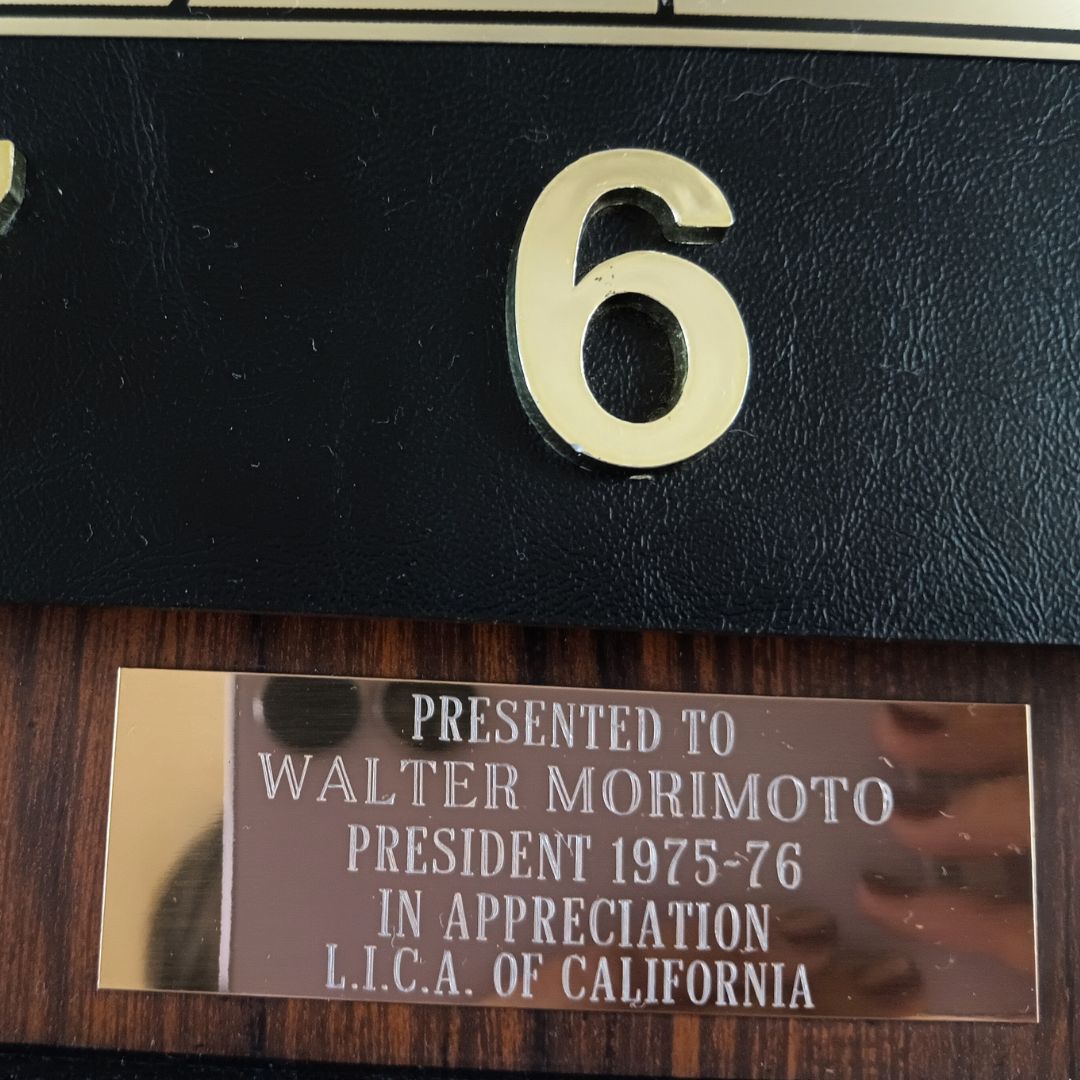 6
PRESENTED TO
WALTER MORIMOTO
PRESIDENT 1975-76
IN APPRECIATION
L.I.C.A. OF CALIFORNIA